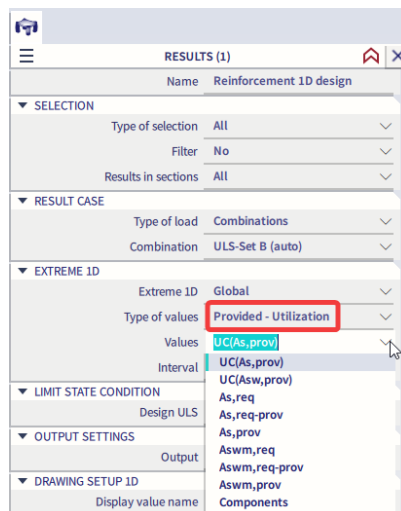 RESULTS (1)
Name Reinforcement 1D design
SELECTION
Type of selection All
Filter No
Results in sections All
RESULT CASE
Type of load Combinations
Combination ULS-Set B (auto)
EXTREME 1D
Extreme 1D Global
Type of values Provided - Utilization
Values UC(As,prov)
Interval UC(As,prov)
UC(Asw,prov)
LIMIT STATE CONDITION As,req
Design ULS As,req-prov
OUTPUT SETTINGS As,prov
Output Aswm,req
Aswm,req-prov
DRAWING SETUP 1D Aswm,prov
Display value name Components